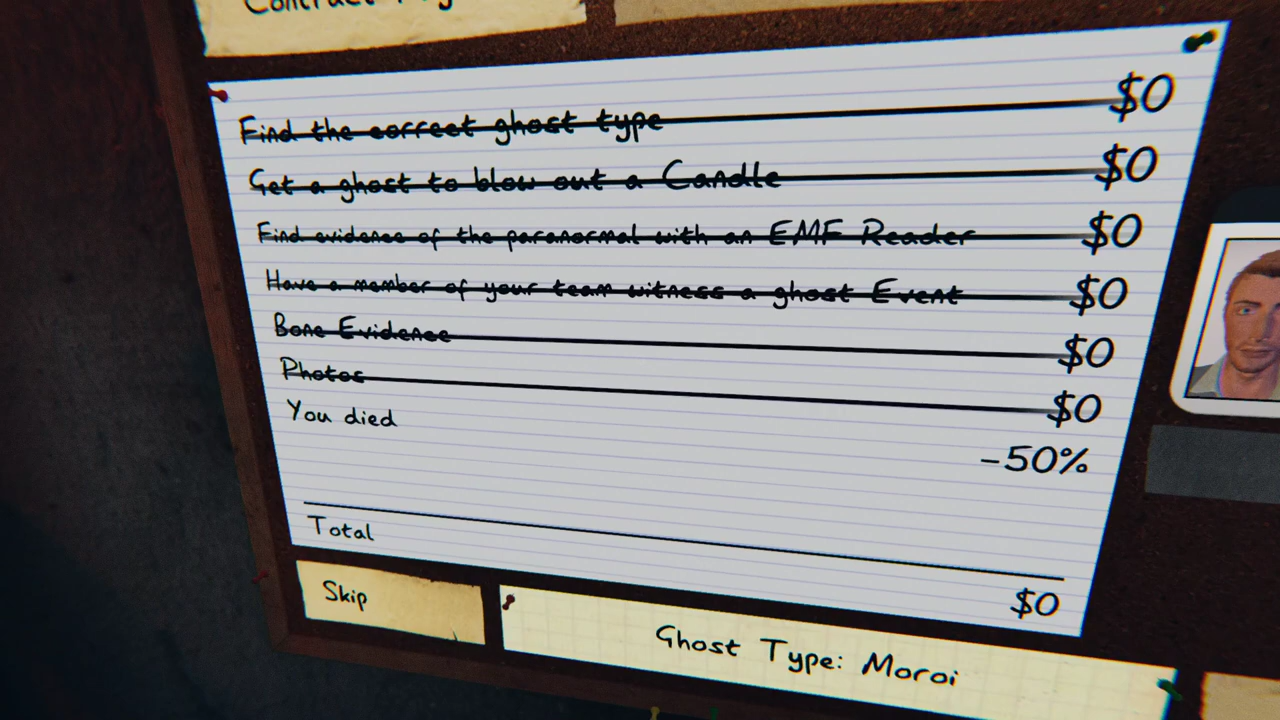 Contract
Find the correct ghost type $0
Get a ghost to blow out a Candle $0
Find evidence of the paranormal with an EMF Reader $0
Have a member of your team witness a ghost Event $0
Bone Evidence $0
Photos $0
You died -50%
Total $0
Skip
Ghost Type: Moroi